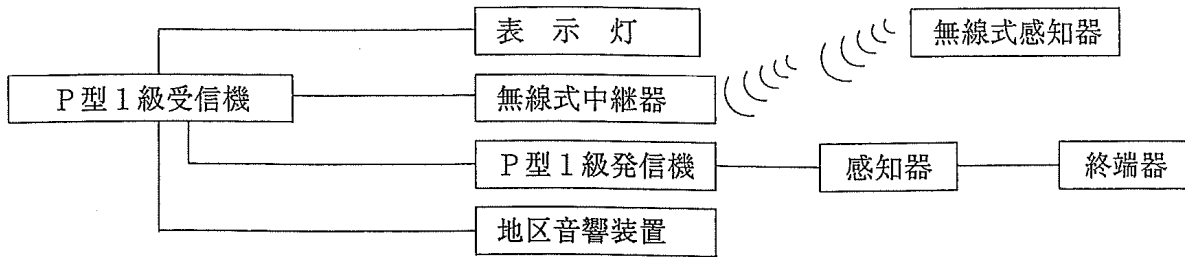 表 示 灯
無線式感知器
P型1級受信機
無線式中継器
P型1級発信機
感知器
終端器
地区音響装置